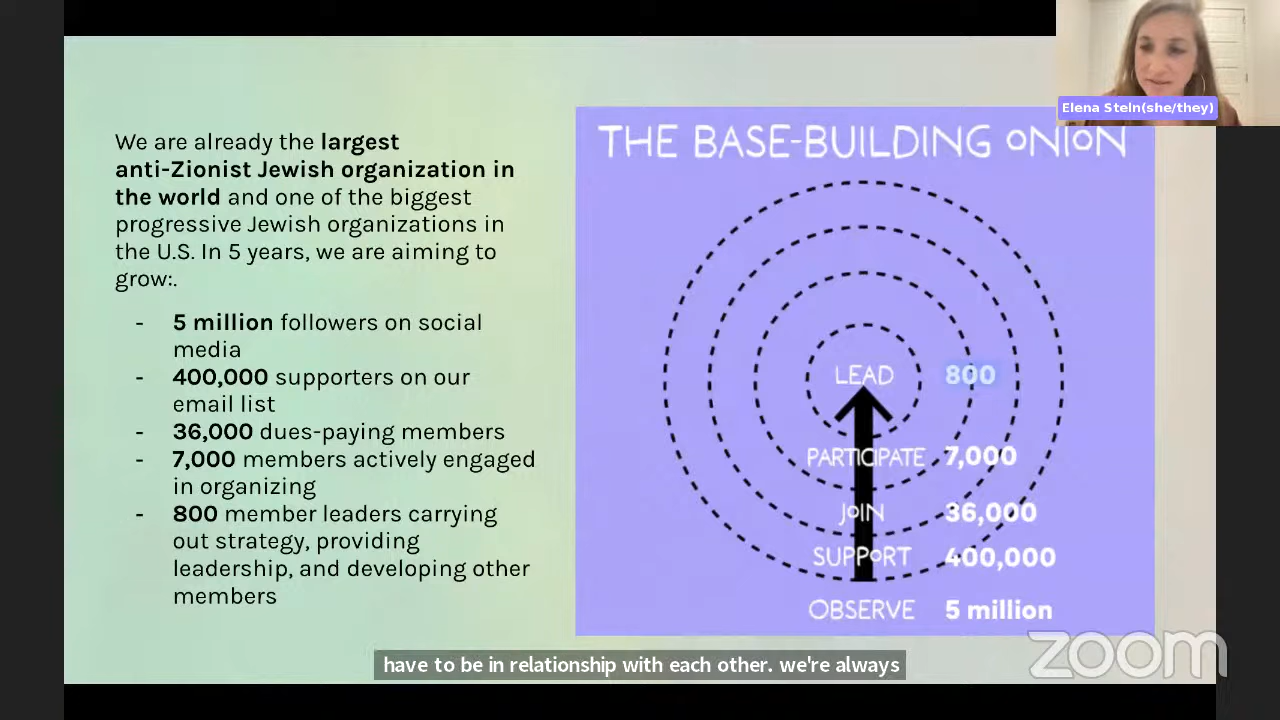 Elena Stein(she/they)
We are already the largest
anti-Zionist Jewish organization in
the world and one of the biggest
progressive Jewish organizations in
the U.S. In 5 years, we are aiming to
grow:.
- 5 million followers on social
media
- 400,000 supporters on our
email list
- 36,000 dues-paying members
- 7,000 members actively engaged
in organizing
- 800 member leaders carrying
out strategy, providing
leadership, and developing other
members
THE BASE-BUILDING ONION
LEAD 800
PARTICIPATE 7,000
JOIN 36,000
SUPPORT 400,000
OBSERVE 5 million
have to be in relationship with each other. we're always
zoom